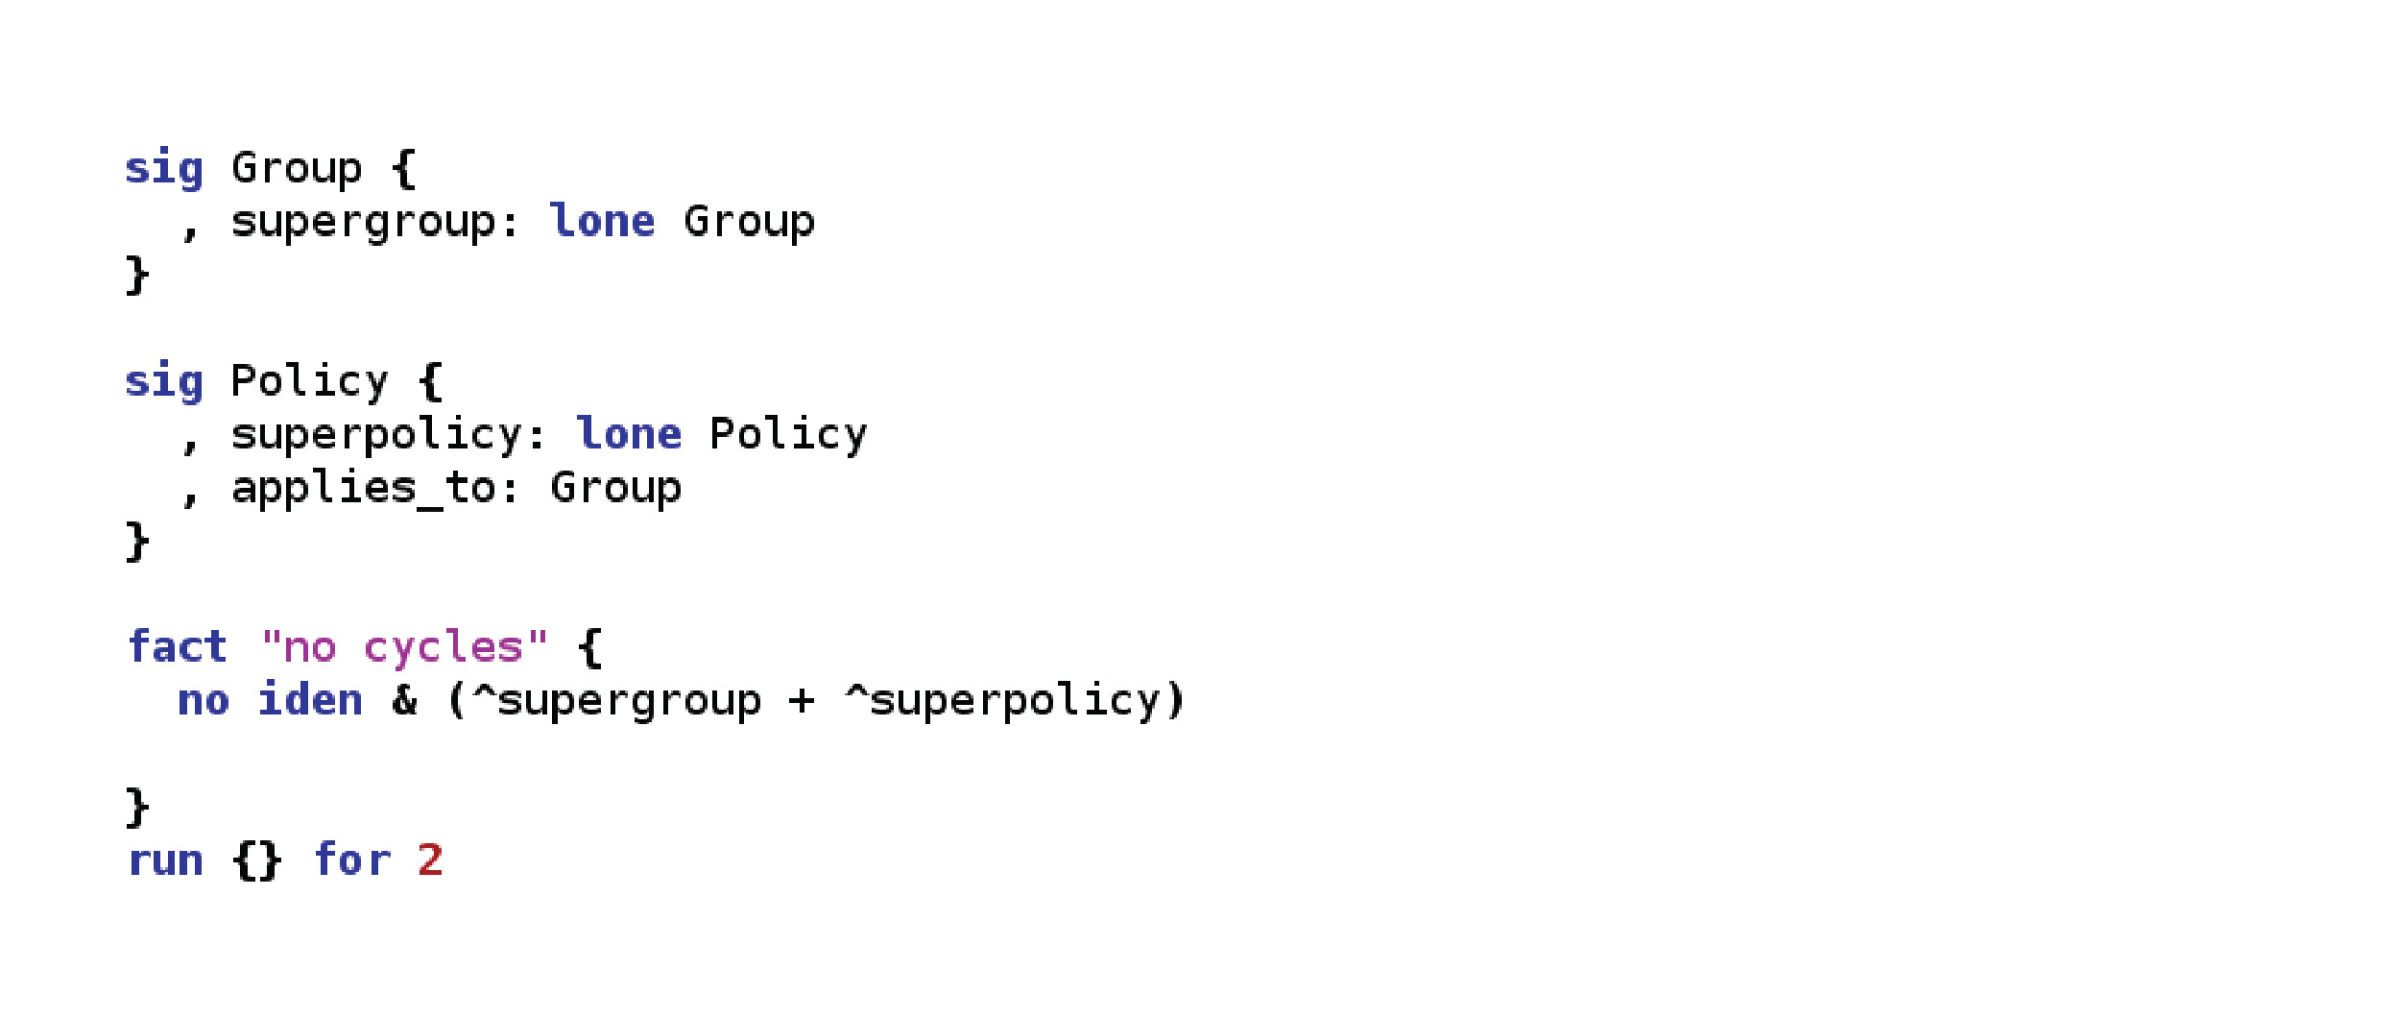 sig Group {
  , supergroup: lone Group
}
sig Policy {
  , superpolicy: lone Policy
  , applies_to: Group
}
fact "no cycles" {
  no iden & (^supergroup + ^superpolicy)
}
run {} for 2